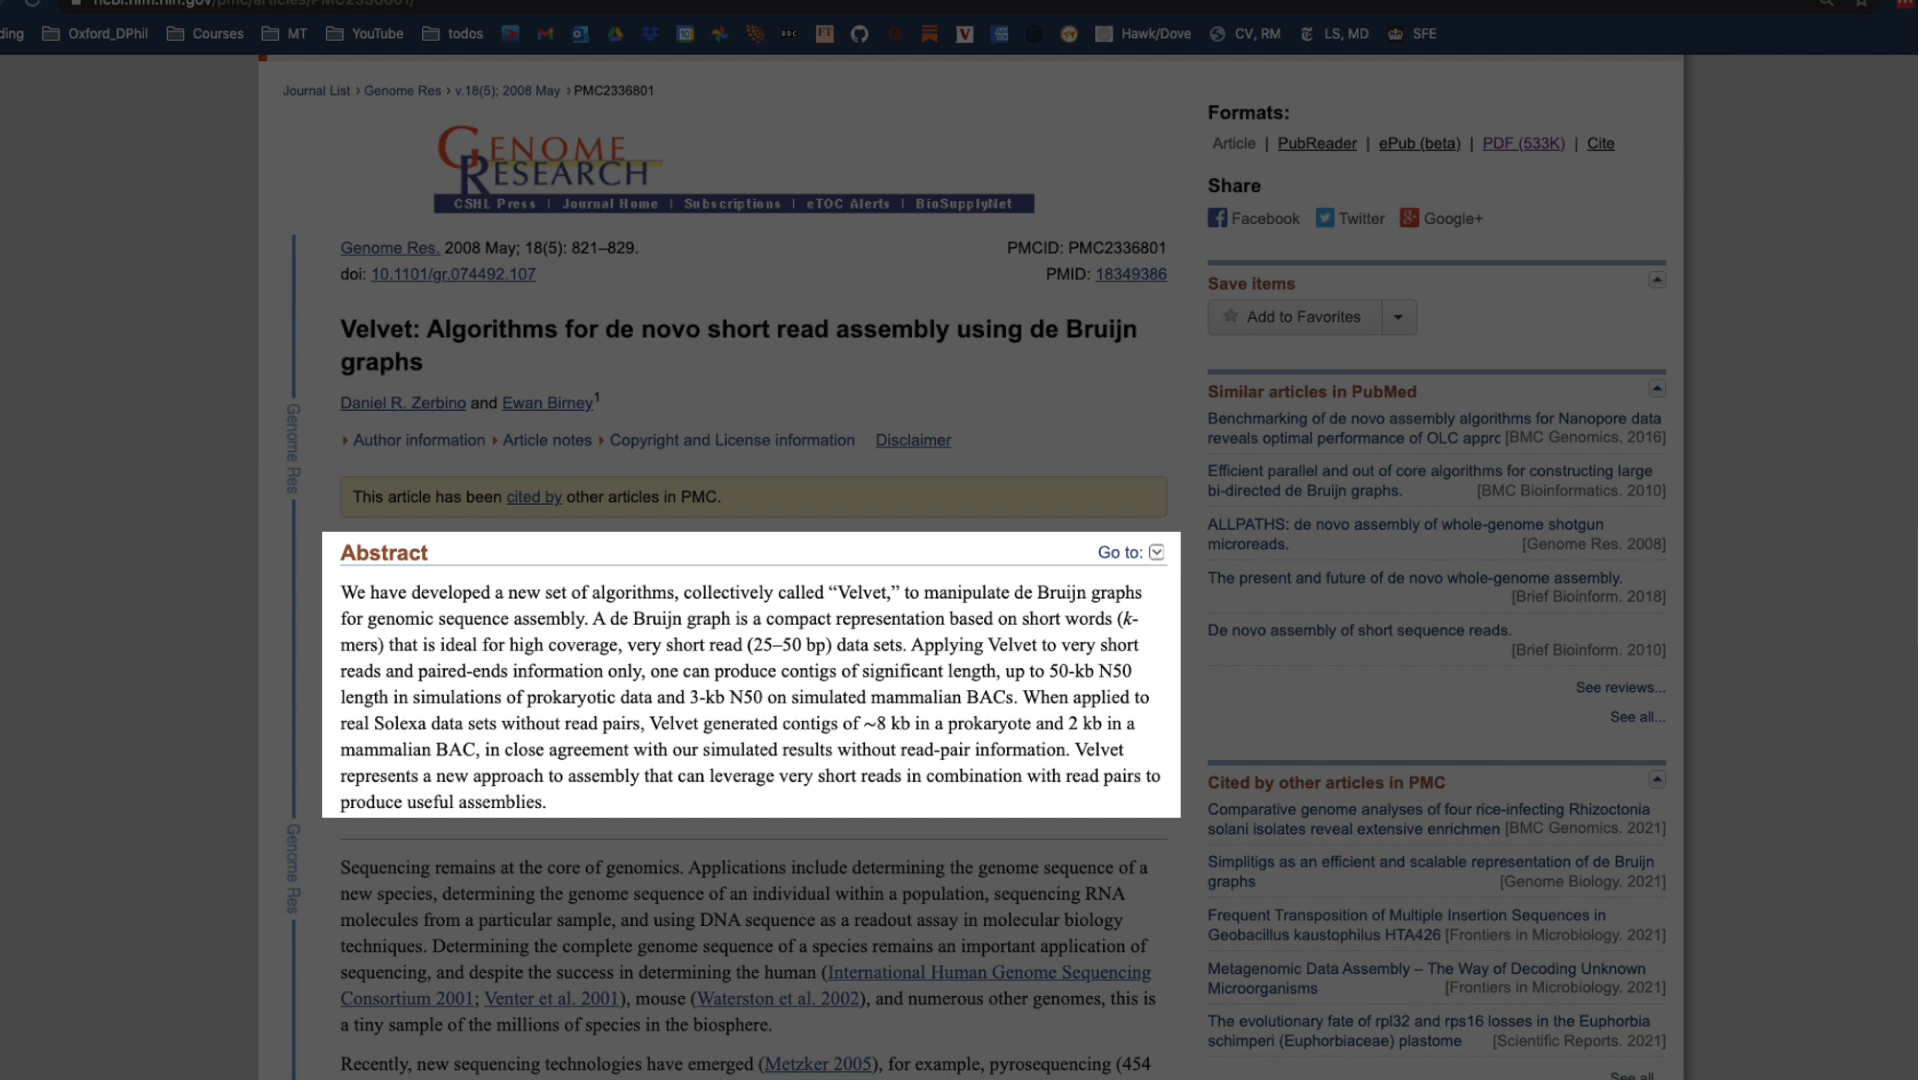 ncbi.nlm.nih.gov/pmc/articles/PMC2336801/
ding Oxford_DPhil Courses MT YouTube todos BBC FT V Hawk/Dove CV, RM LS, MD SFE
Journal List › Genome Res › v.18(5); 2008 May › PMC2336801
GENOME
RESEARCH
CSHL Press | Journal Home | Subscriptions | eTOC Alerts | BioSupplyNet
Genome Res
Genome Res
Genome Res. 2008 May; 18(5): 821–829. PMCID: PMC2336801
doi: 10.1101/gr.074492.107 PMID: 18349386
Velvet: Algorithms for de novo short read assembly using de Bruijn
graphs
Daniel R. Zerbino and Ewan Birney1
Author information Article notes Copyright and License information Disclaimer
This article has been cited by other articles in PMC.
Abstract Go to:
We have developed a new set of algorithms, collectively called “Velvet,” to manipulate de Bruijn graphs
for genomic sequence assembly. A de Bruijn graph is a compact representation based on short words (k-
mers) that is ideal for high coverage, very short read (25–50 bp) data sets. Applying Velvet to very short
reads and paired-ends information only, one can produce contigs of significant length, up to 50-kb N50
length in simulations of prokaryotic data and 3-kb N50 on simulated mammalian BACs. When applied to
real Solexa data sets without read pairs, Velvet generated contigs of ~8 kb in a prokaryote and 2 kb in a
mammalian BAC, in close agreement with our simulated results without read-pair information. Velvet
represents a new approach to assembly that can leverage very short reads in combination with read pairs to
produce useful assemblies.
Sequencing remains at the core of genomics. Applications include determining the genome sequence of a
new species, determining the genome sequence of an individual within a population, sequencing RNA
molecules from a particular sample, and using DNA sequence as a readout assay in molecular biology
techniques. Determining the complete genome sequence of a species remains an important application of
sequencing, and despite the success in determining the human (International Human Genome Sequencing
Consortium 2001; Venter et al. 2001), mouse (Waterston et al. 2002), and numerous other genomes, this is
a tiny sample of the millions of species in the biosphere.
Recently, new sequencing technologies have emerged (Metzker 2005), for example, pyrosequencing (454
Formats:
Article | PubReader | ePub (beta) | PDF (533K) | Cite
Share
Facebook Twitter Google+
Save items
Add to Favorites
Similar articles in PubMed
Benchmarking of de novo assembly algorithms for Nanopore data
reveals optimal performance of OLC apprc [BMC Genomics. 2016]
Efficient parallel and out of core algorithms for constructing large
bi-directed de Bruijn graphs. [BMC Bioinformatics. 2010]
ALLPATHS: de novo assembly of whole-genome shotgun
microreads. [Genome Res. 2008]
The present and future of de novo whole-genome assembly.
[Brief Bioinform. 2018]
De novo assembly of short sequence reads.
[Brief Bioinform. 2010]
See reviews...
See all...
Cited by other articles in PMC
Comparative genome analyses of four rice-infecting Rhizoctonia
solani isolates reveal extensive enrichmen [BMC Genomics. 2021]
Simplitigs as an efficient and scalable representation of de Bruijn
graphs [Genome Biology. 2021]
Frequent Transposition of Multiple Insertion Sequences in
Geobacillus kaustophilus HTA426 [Frontiers in Microbiology. 2021]
Metagenomic Data Assembly – The Way of Decoding Unknown
Microorganisms [Frontiers in Microbiology. 2021]
The evolutionary fate of rpl32 and rps16 losses in the Euphorbia
schimperi (Euphorbiaceae) plastome [Scientific Reports. 2021]
See all